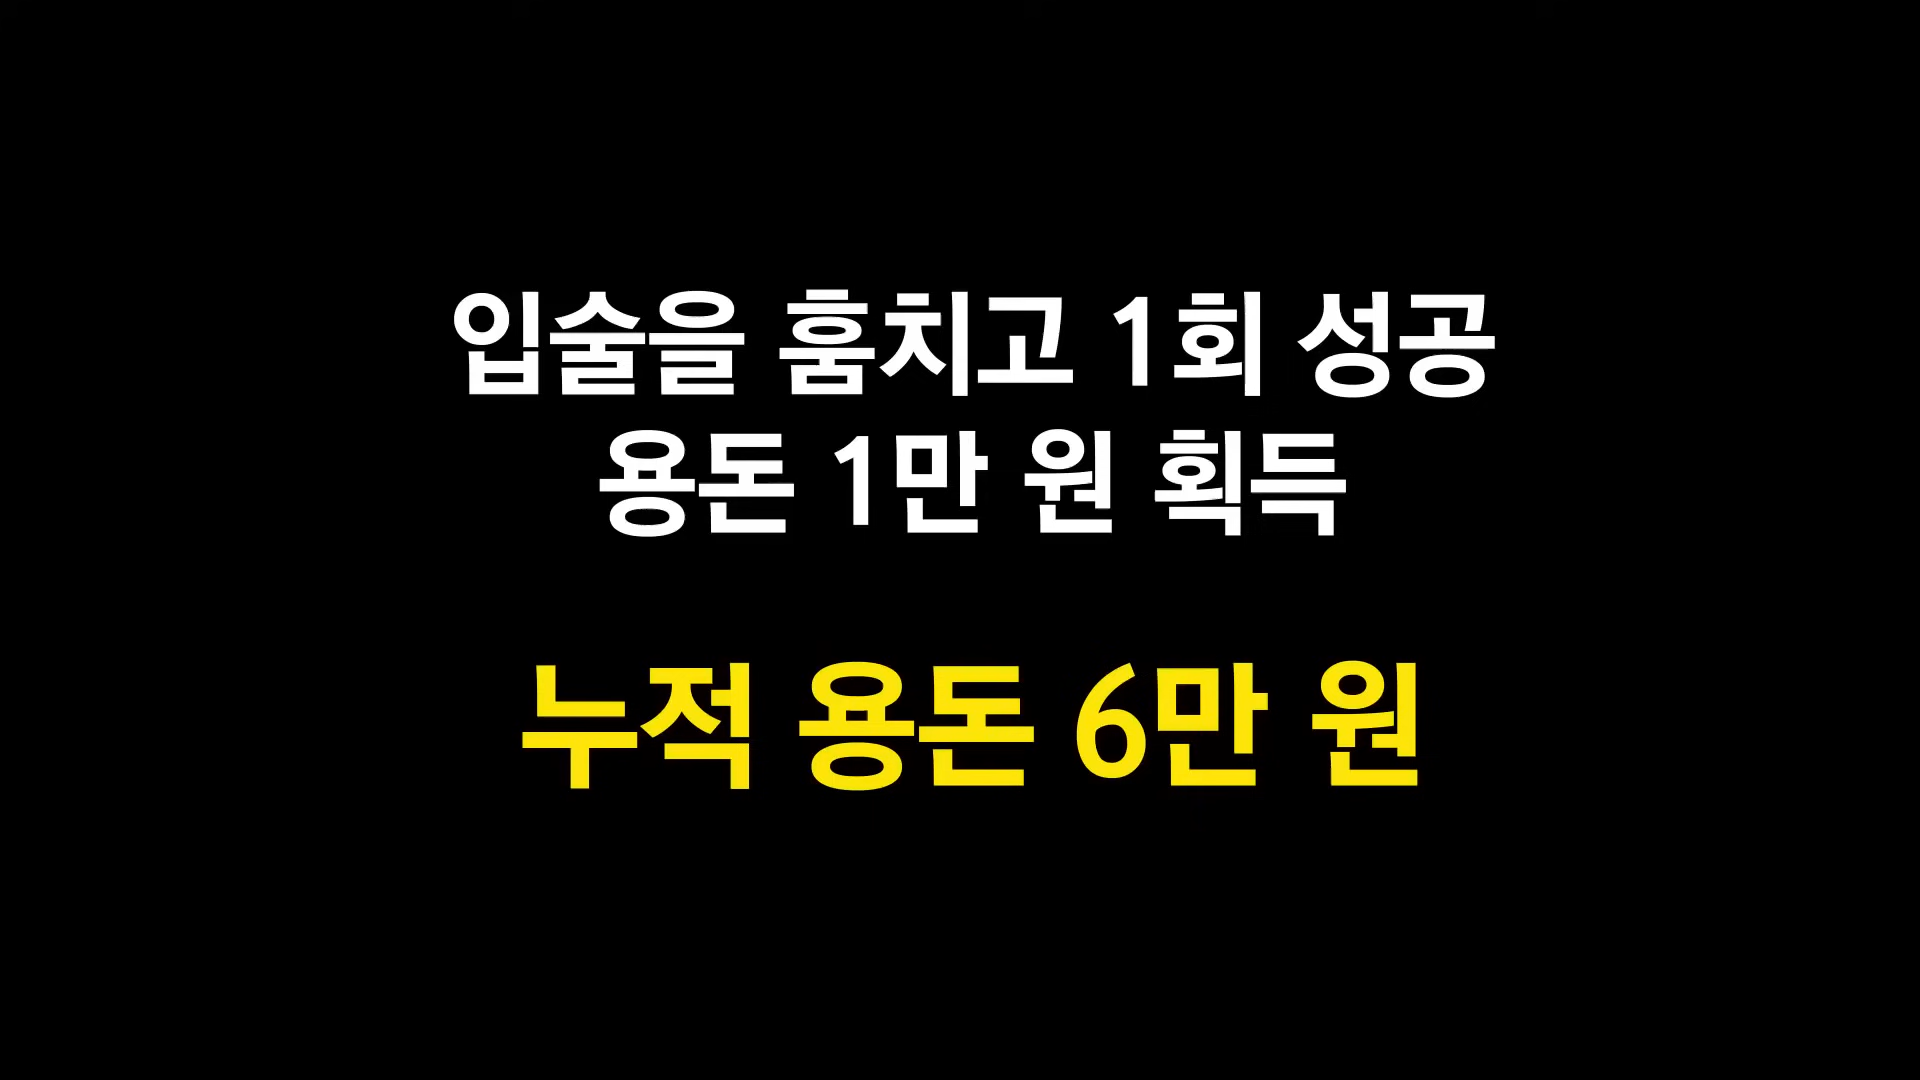 입술을 훔치고 1회 성공
용돈 1만 원 획득
누적 용돈 6만 원